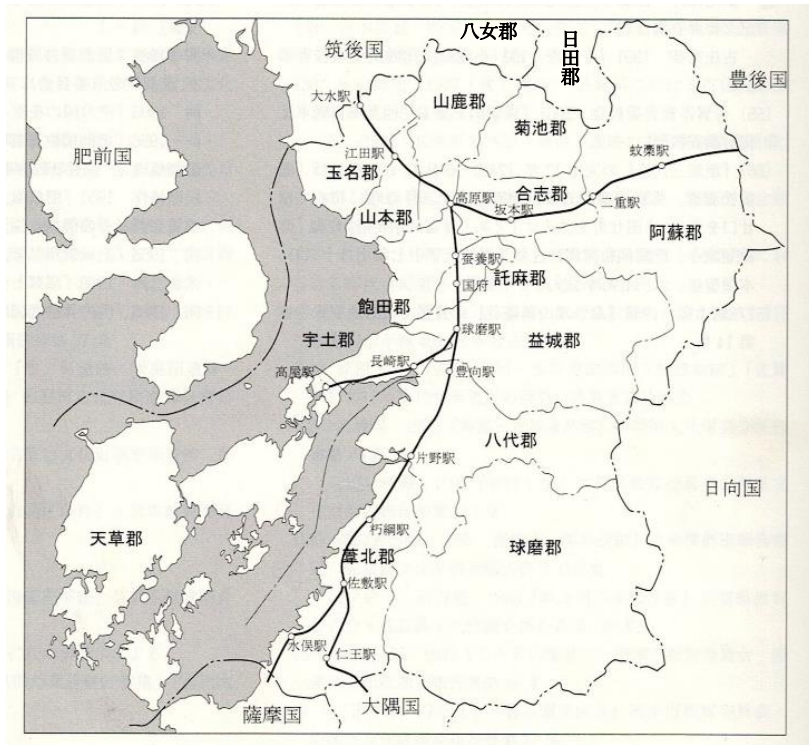 八女郡
日田郡
筑後国
豊後国
大水駅
山鹿郡
菊池郡
肥前国
江田駅
蚊稾駅
玉名郡
高原駅
坂本駅
合志郡
二重駅
山本郡
阿蘇郡
蚕養駅
託麻郡
国府
飽田郡
球磨駅
宇土郡
益城郡
長崎駅
高屋駅
豊向駅
八代郡
片野駅
日向国
天草郡
朽網駅
葦北郡
球磨郡
佐敷駅
水俣駅
仁王駅
薩摩国
大隅国